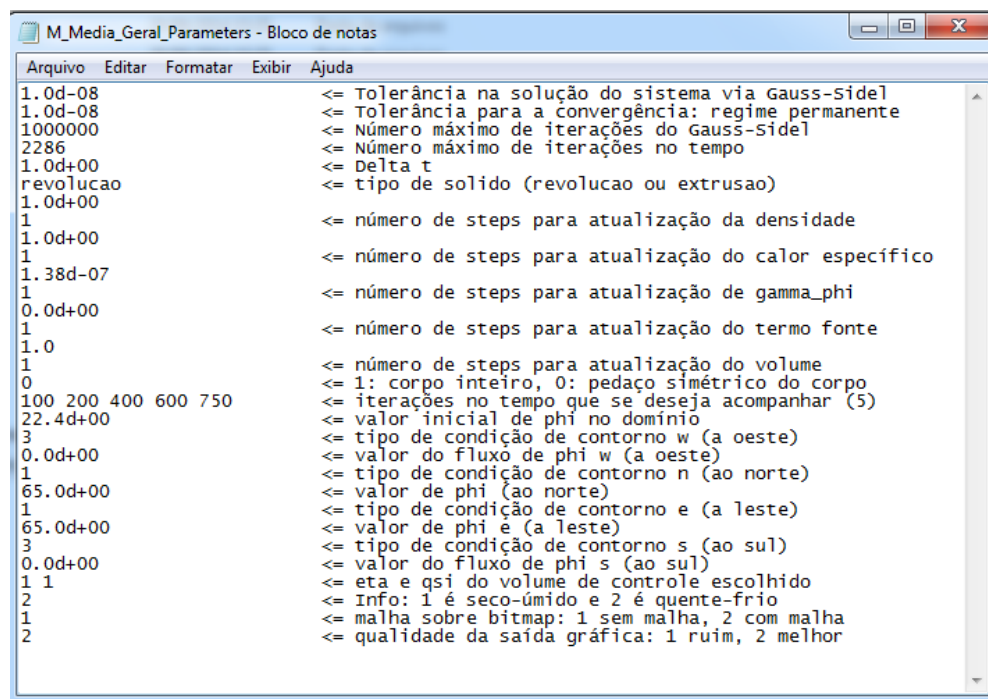 M_Media_Geral_Parameters - Bloco de notas
Arquivo Editar Formatar Exibir Ajuda
1.0d-08 <= Tolerância na solução do sistema via Gauss-Sidel
1.0d-08 <= Tolerância para a convergência: regime permanente
1000000 <= Número máximo de iterações do Gauss-Sidel
2286 <= Número máximo de iterações no tempo
1.0d+00 <= Delta t
revolucao <= tipo de solido (revolucao ou extrusao)
1.0d+00
1 <= número de steps para atualização da densidade
1.0d+00
1 <= número de steps para atualização do calor específico
1.38d-07
1 <= número de steps para atualização de gamma_phi
0.0d+00
1 <= número de steps para atualização do termo fonte
1.0
1 <= número de steps para atualização do volume
0 <= 1: corpo inteiro, 0: pedaço simétrico do corpo
100 200 400 600 750 <= iterações no tempo que se deseja acompanhar (5)
22.4d+00 <= valor inicial de phi no domínio
3 <= tipo de condição de contorno w (a oeste)
0.0d+00 <= valor do fluxo de phi w (a oeste)
1 <= tipo de condição de contorno n (ao norte)
65.0d+00 <= valor de phi (ao norte)
1 <= tipo de condição de contorno e (a leste)
65.0d+00 <= valor de phi e (a leste)
3 <= tipo de condição de contorno s (ao sul)
0.0d+00 <= valor do fluxo de phi s (ao sul)
1 1 <= eta e qsi do volume de controle escolhido
2 <= Info: 1 é seco-úmido e 2 é quente-frio
1 <= malha sobre bitmap: 1 sem malha, 2 com malha
2 <= qualidade da saída gráfica: 1 ruim, 2 melhor